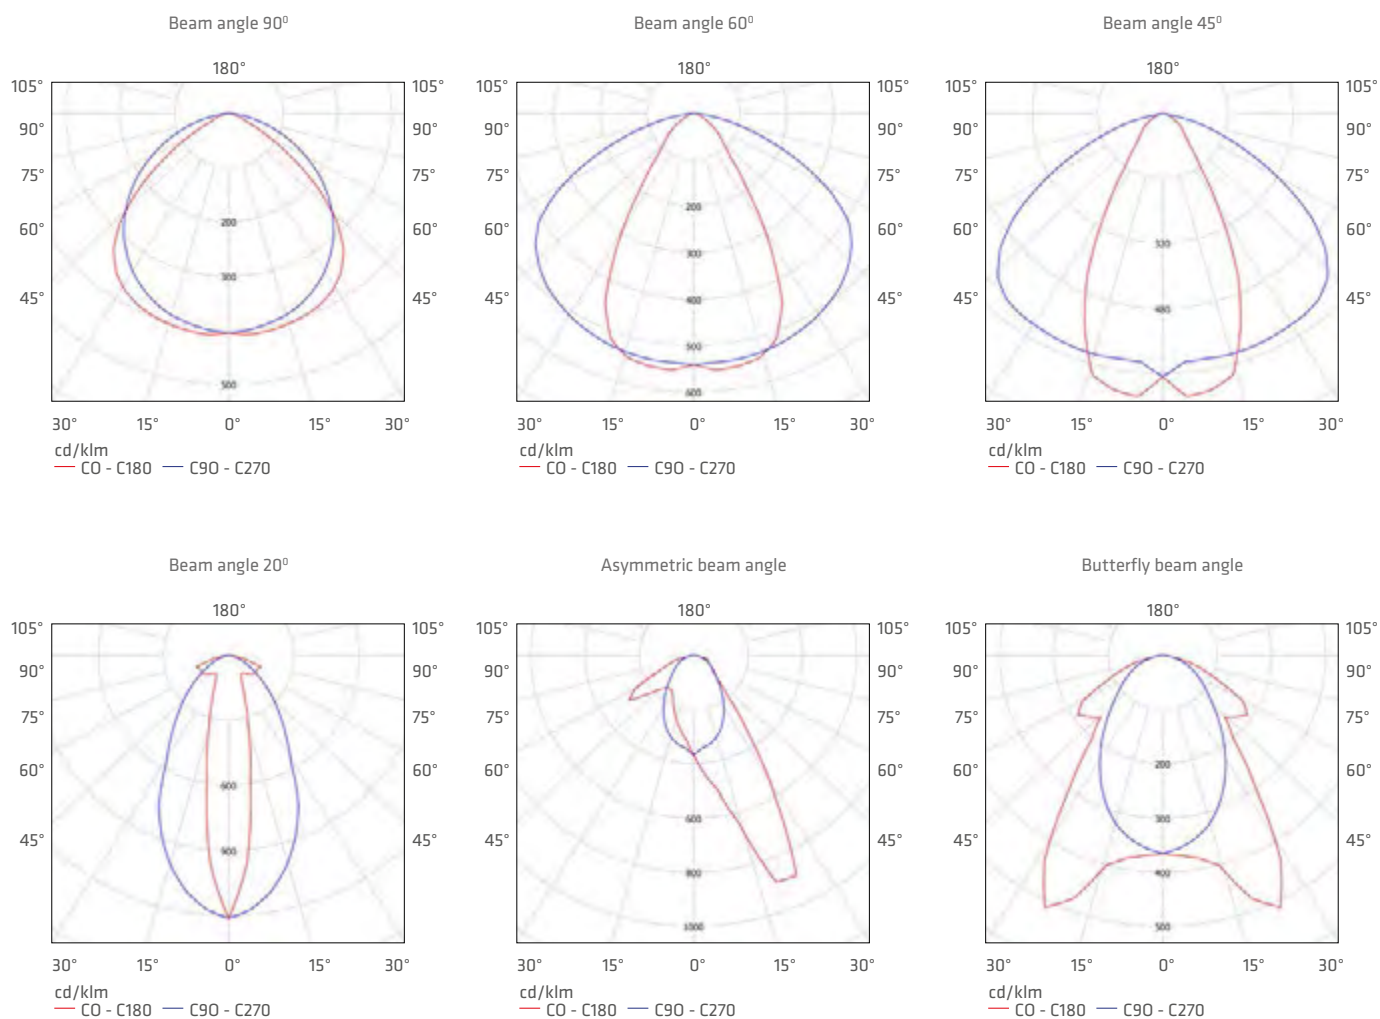 Beam angle 90⁰ Beam angle 60⁰ Beam angle 45⁰
180° 180° 180°
105° 105° 105° 105° 105° 105°
90° 90° 90° 90° 90° 90°
75° 75° 75° 75° 75° 75°
200 200
60° 60° 60° 60° 60° 60°
300 300 320
45° 45° 400 45° 45° 480 45° 45°
500 500 600
30° 15° 0° 15° 30° 30° 15° 0° 15° 30° 30° 15° 0° 15° 30°
cd/klm cd/klm cd/klm
C0 - C180 C90 - C270 C0 - C180 C90 - C270 C0 - C180 C90 - C270
Beam angle 20⁰ Asymmetric beam angle Butterfly beam angle
180° 180° 180°
105° 105° 105° 105° 105° 105°
90° 90° 90° 90° 90° 90°
75° 75° 75° 75° 75° 75°
60° 60° 60° 60° 200 60°
600 600 300
45° 900 45° 45° 800 45° 45° 400 45°
1000 500
30° 15° 0° 15° 30° 30° 15° 0° 15° 30° 30° 15° 0° 15° 30°
cd/klm cd/klm cd/klm
C0 - C180 C90 - C270 C0 - C180 C90 - C270 C0 - C180 C90 - C270